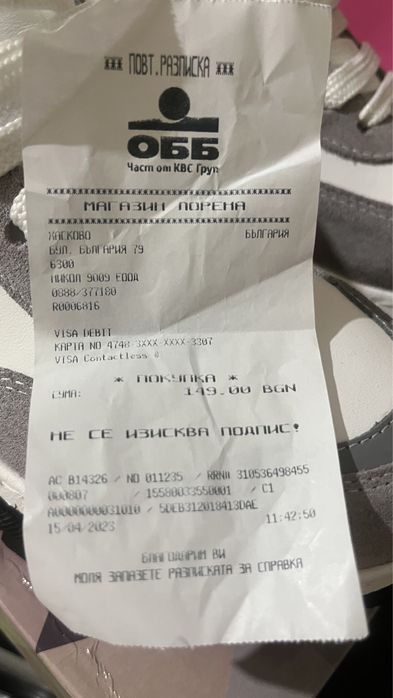 *** ПОВТ.РАЗПИСКА ***
ОББ
Част от КВС Груп
МАГАЗИН ЛОРЕНА
ХАСКОВО БЪЛГАРИЯ
БУЛ. БЪЛГАРИЯ 79
6300
НИКОЛ 9009 ЕООД
0888/377180
R0006816
VISA DEBIT
КАРТА NO 4748-XXXX-XXXX-3307
VISA Contactless
* ПОКУПКА *
СУМА: 149.00 BGN
НЕ СЕ ИЗИСКВА ПОДПИС!
AC B14326 / NO 011235 / RRN 310536498455
000807 / 15580033550001 / C1
A0000000031010 / 5DEB312018413DAE
15/04/2023 11:42:50
БЛАГОДАРИМ ВИ
МОЛЯ ЗАПАЗЕТЕ РАЗПИСКАТА ЗА СПРАВКА